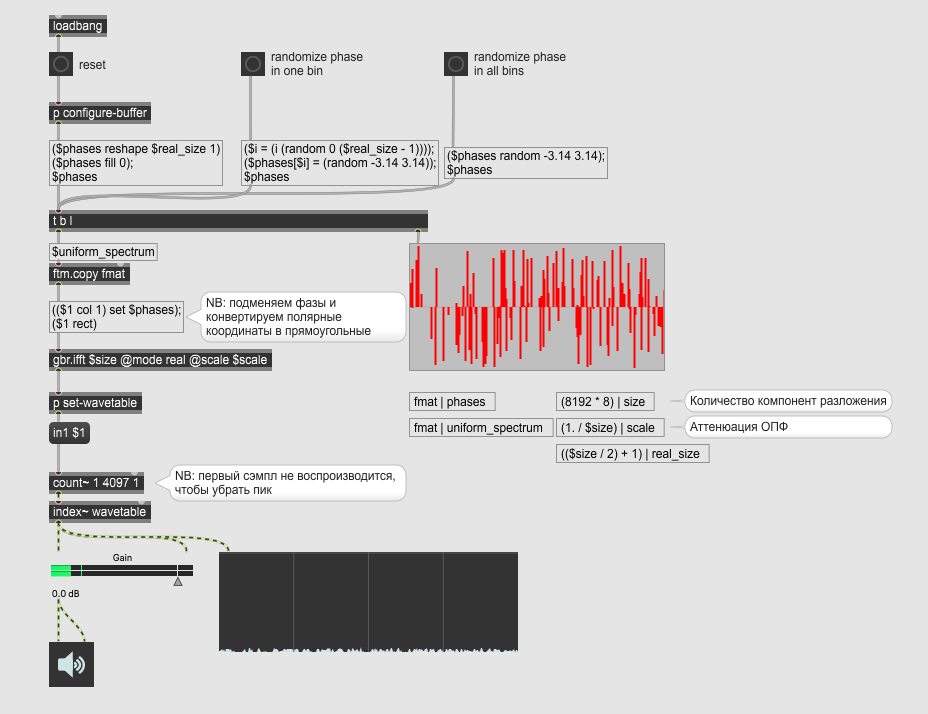 loadbang
reset
randomize phase
in one bin
randomize phase
in all bins
p configure-buffer
($phases reshape $real_size 1)
($phases fill 0);
$phases
($i = (i (random 0 ($real_size - 1))));
($phases[$i] = (random -3.14 3.14));
$phases
($phases random -3.14 3.14);
$phases
t b l
$uniform_spectrum
ftm.copy fmat
(($1 col 1) set $phases);
($1 rect)
NB: подменяем фазы и
конвертируем полярные
координаты в прямоугольные
gbr.ifft $size @mode real @scale $scale
p set-wavetable
in1 $1
fmat | phases
(8192 * 8) | size
Количество компонент разложения
fmat | uniform_spectrum
(1. / $size) | scale
Аттенюация ОПФ
(($size / 2) + 1) | real_size
count~ 1 4097 1
NB: первый сэмпл не воспроизводится,
чтобы убрать пик
index~ wavetable
Gain
0.0 dB